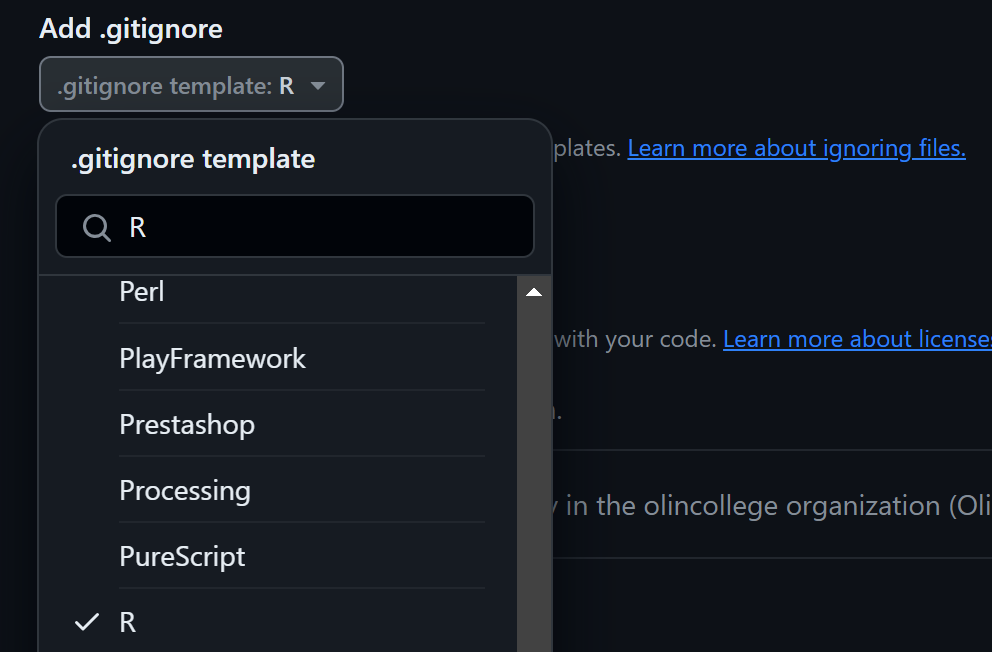 Add .gitignore
.gitignore template: R
.gitignore template
plates. Learn more about ignoring files.
R
Perl
with your code. Learn more about licenses
PlayFramework
n.
Prestashop
Processing
y in the olincollege organization (Oli
PureScript
R